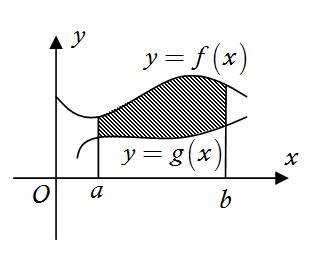 y
y = f(x)
y = g(x)
x
O
a
b